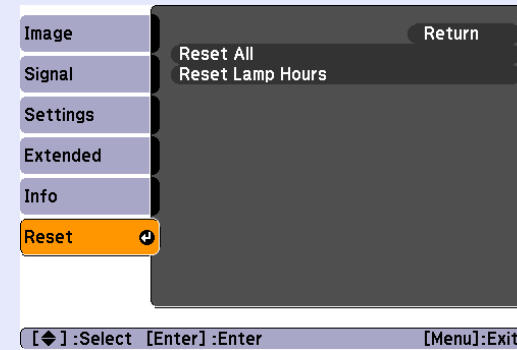 Image
Signal
Settings
Extended
Info
Reset
Return
Reset All
Reset Lamp Hours
[◆] :Select [Enter] :Enter [Menu]:Exit